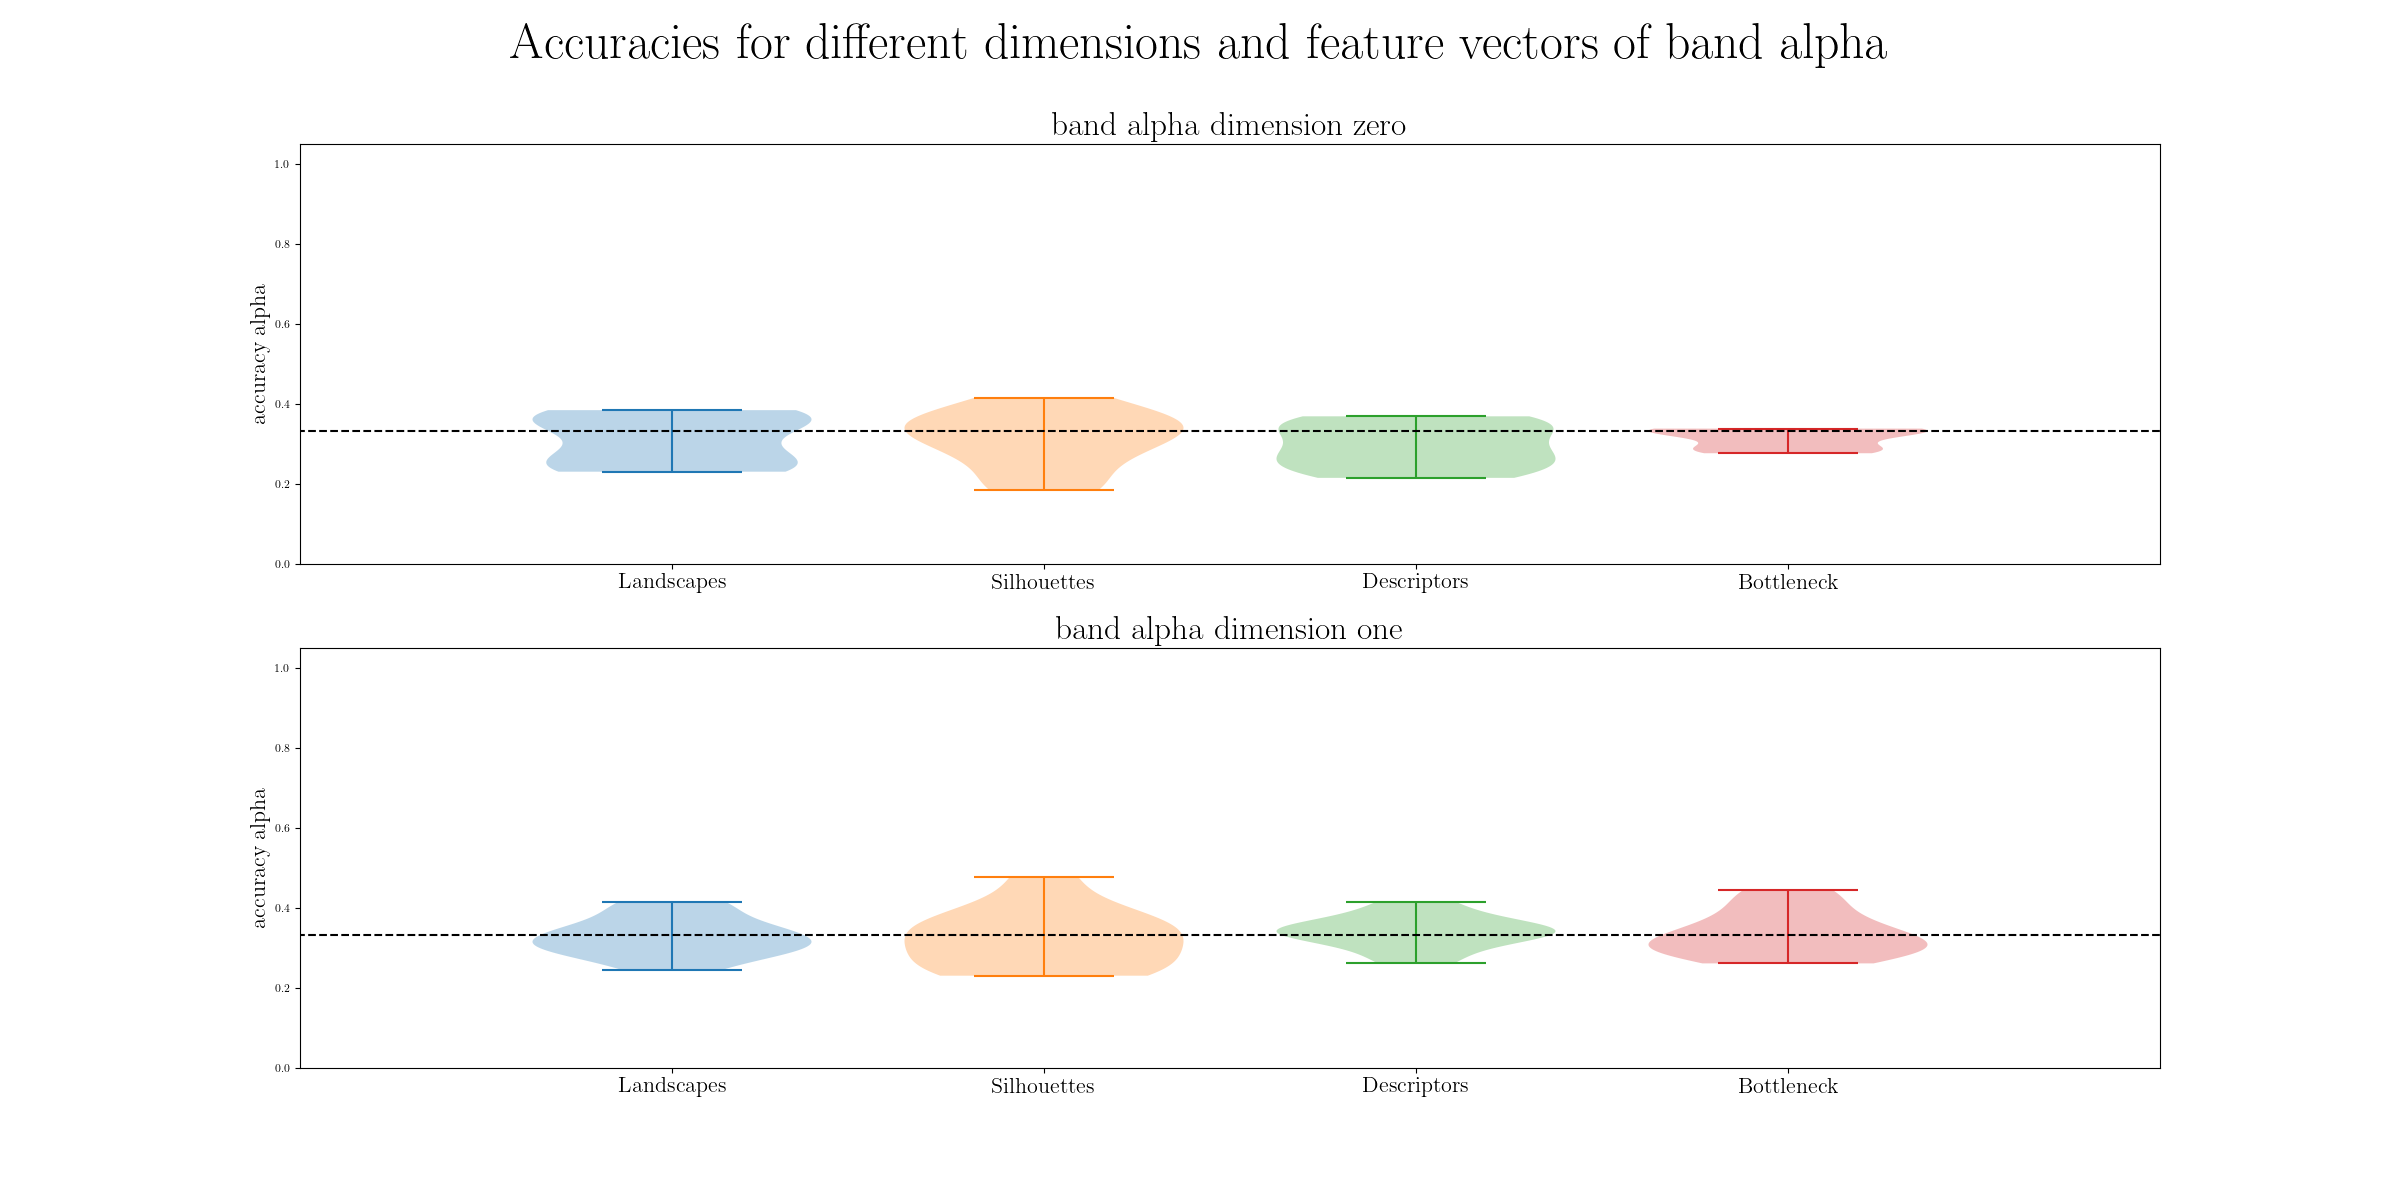 Accuracies for different dimensions and feature vectors of band alpha
band alpha dimension zero
1.0
0.8
0.6
0.4
0.2
0.0
accuracy alpha
Landscapes Silhouettes Descriptors Bottleneck
band alpha dimension one
1.0
0.8
0.6
0.4
0.2
0.0
accuracy alpha
Landscapes Silhouettes Descriptors Bottleneck